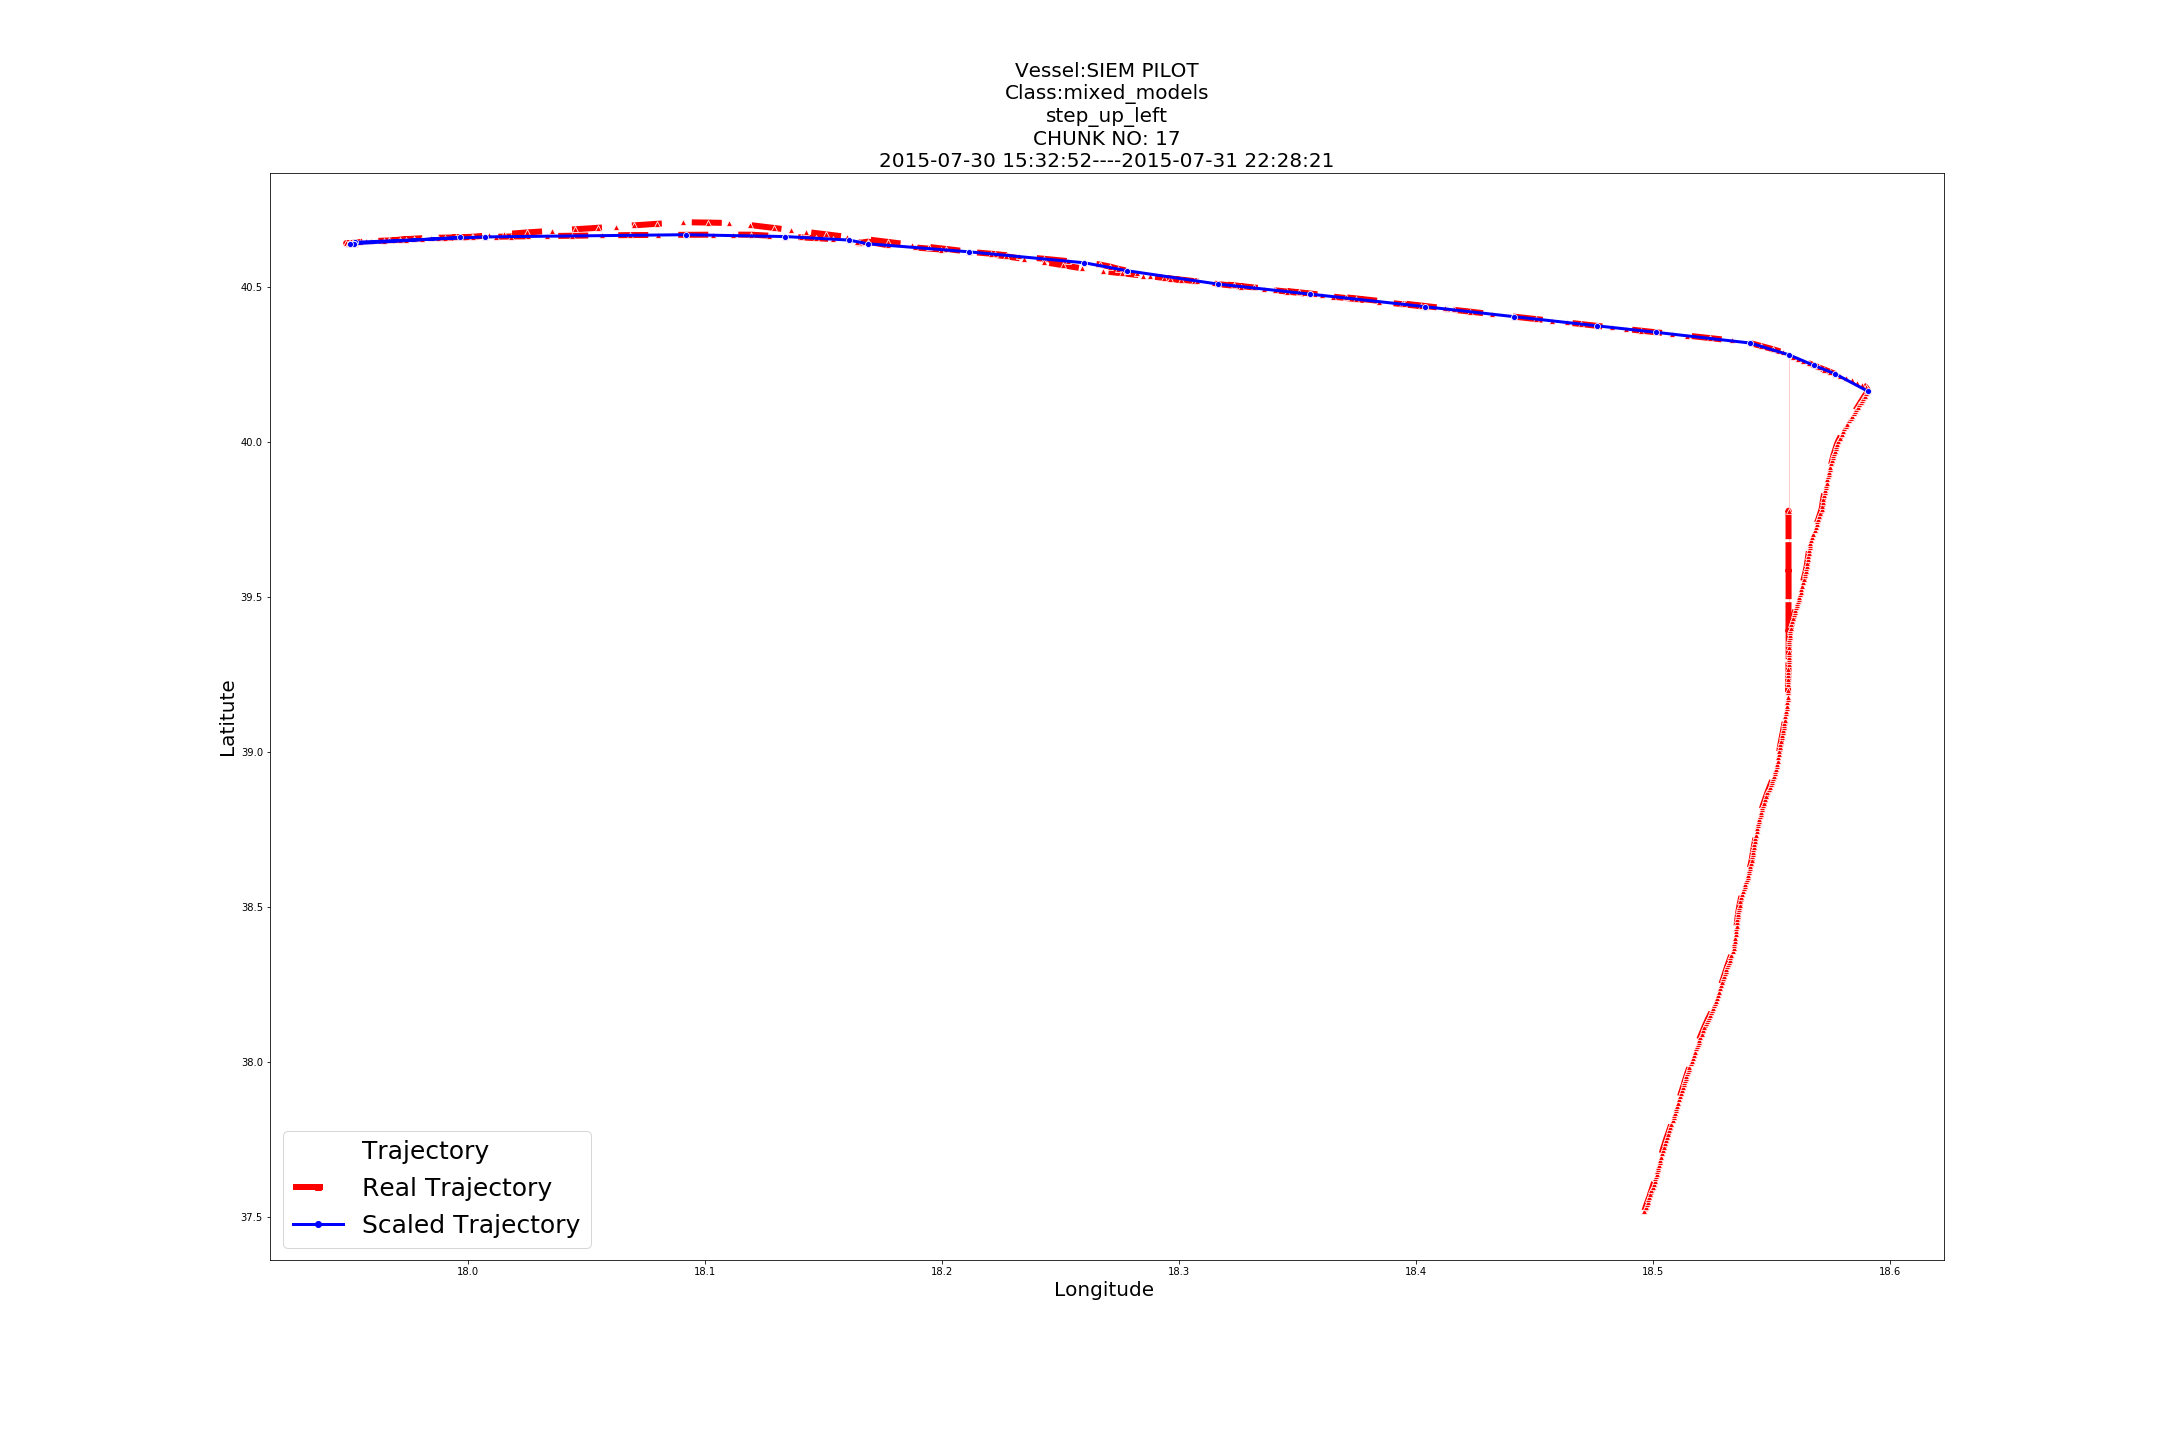 Vessel:SIEM PILOT
Class:mixed_models
step_up_left
CHUNK NO: 17
2015-07-30 15:32:52----2015-07-31 22:28:21
40.5
40.0
39.5
39.0
38.5
38.0
37.5
Latitute
Trajectory
Real Trajectory
Scaled Trajectory
18.0 18.1 18.2 18.3 18.4 18.5 18.6
Longitude